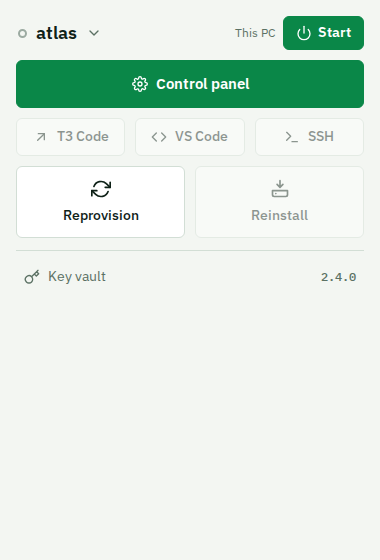 atlas
This PC
Start
Control panel
T3 Code
VS Code
SSH
Reprovision
Reinstall
Key vault
2.4.0